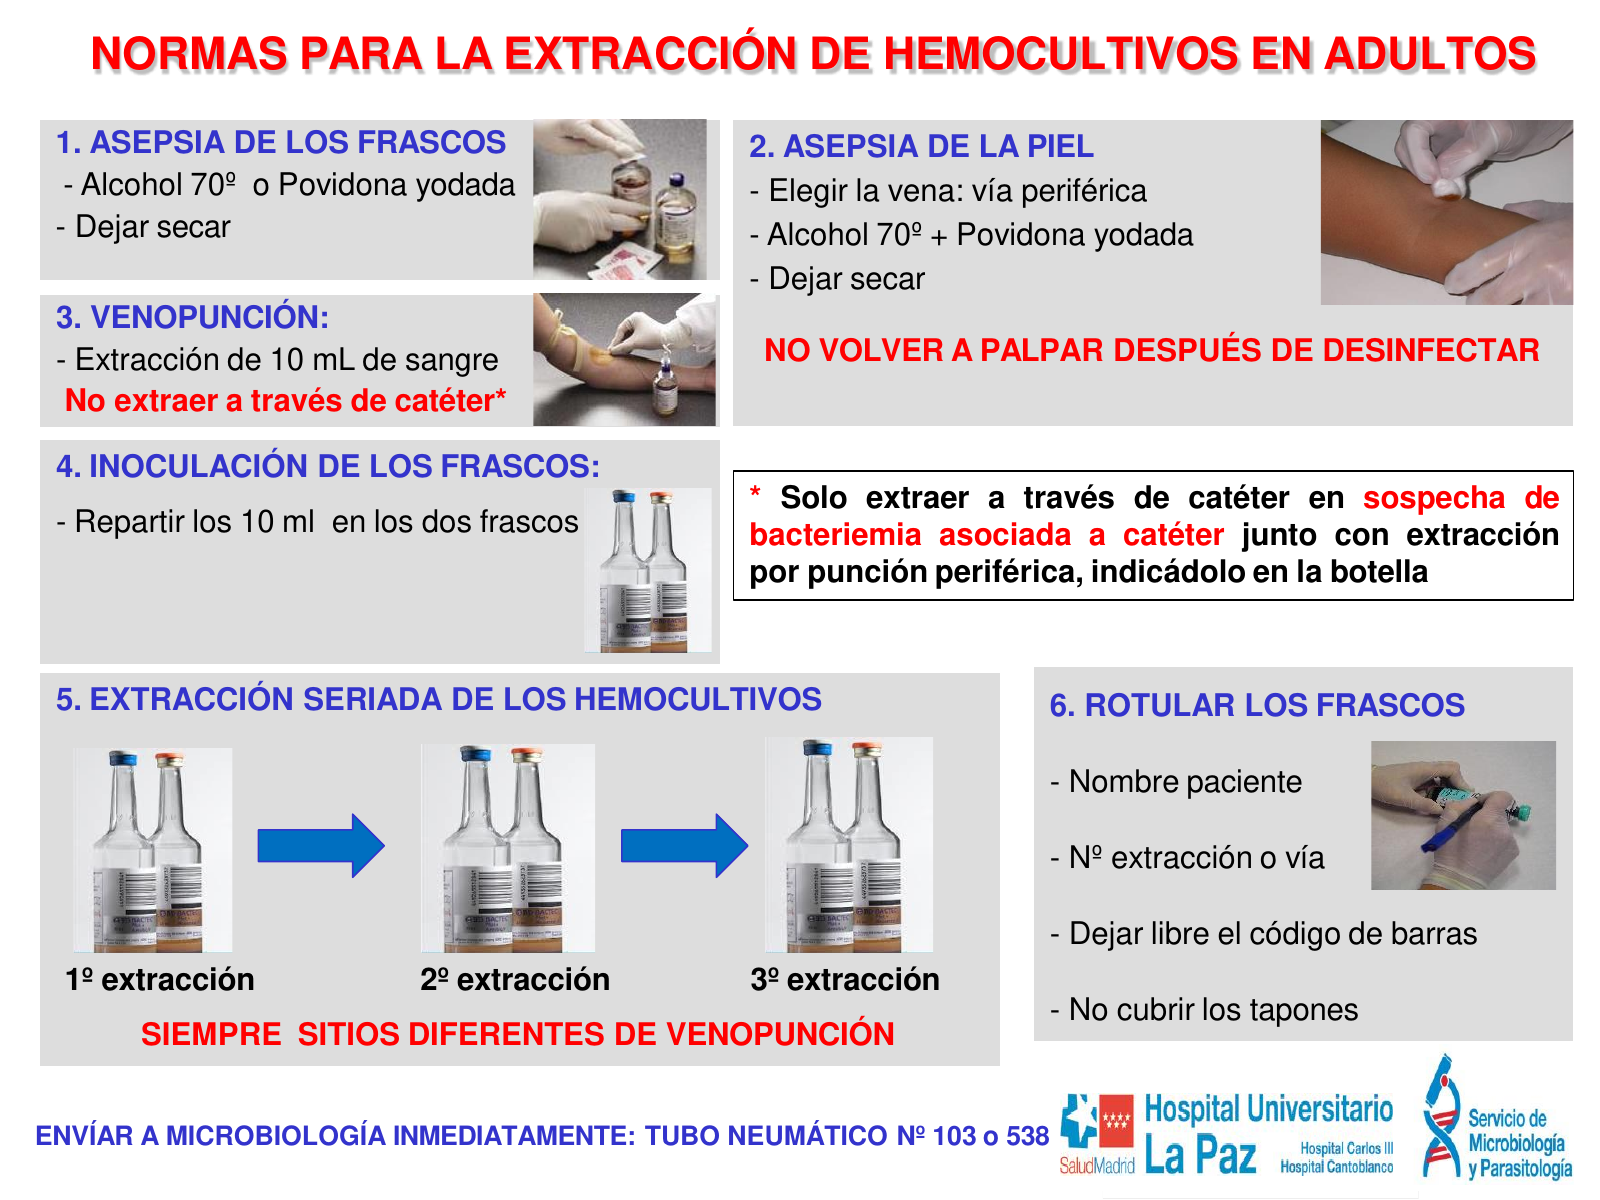 NORMAS PARA LA EXTRACCIÓN DE HEMOCULTIVOS EN ADULTOS
1. ASEPSIA DE LOS FRASCOS
- Alcohol 70º o Povidona yodada
- Dejar secar
2. ASEPSIA DE LA PIEL
- Elegir la vena: vía periférica
- Alcohol 70º + Povidona yodada
- Dejar secar
NO VOLVER A PALPAR DESPUÉS DE DESINFECTAR
3. VENOPUNCIÓN:
- Extracción de 10 mL de sangre
No extraer a través de catéter*
4. INOCULACIÓN DE LOS FRASCOS:
- Repartir los 10 ml en los dos frascos
* Solo extraer a través de catéter en sospecha de
bacteriemia asociada a catéter junto con extracción
por punción periférica, indicádolo en la botella
5. EXTRACCIÓN SERIADA DE LOS HEMOCULTIVOS
1º extracción
2º extracción
3º extracción
SIEMPRE SITIOS DIFERENTES DE VENOPUNCIÓN
6. ROTULAR LOS FRASCOS
- Nombre paciente
- Nº extracción o vía
- Dejar libre el código de barras
- No cubrir los tapones
ENVÍAR A MICROBIOLOGÍA INMEDIATAMENTE: TUBO NEUMÁTICO Nº 103 o 538
SaludMadrid
Hospital Universitario
La Paz
Hospital Carlos III
Hospital Cantoblanco
Servicio de
Microbiología
y Parasitología